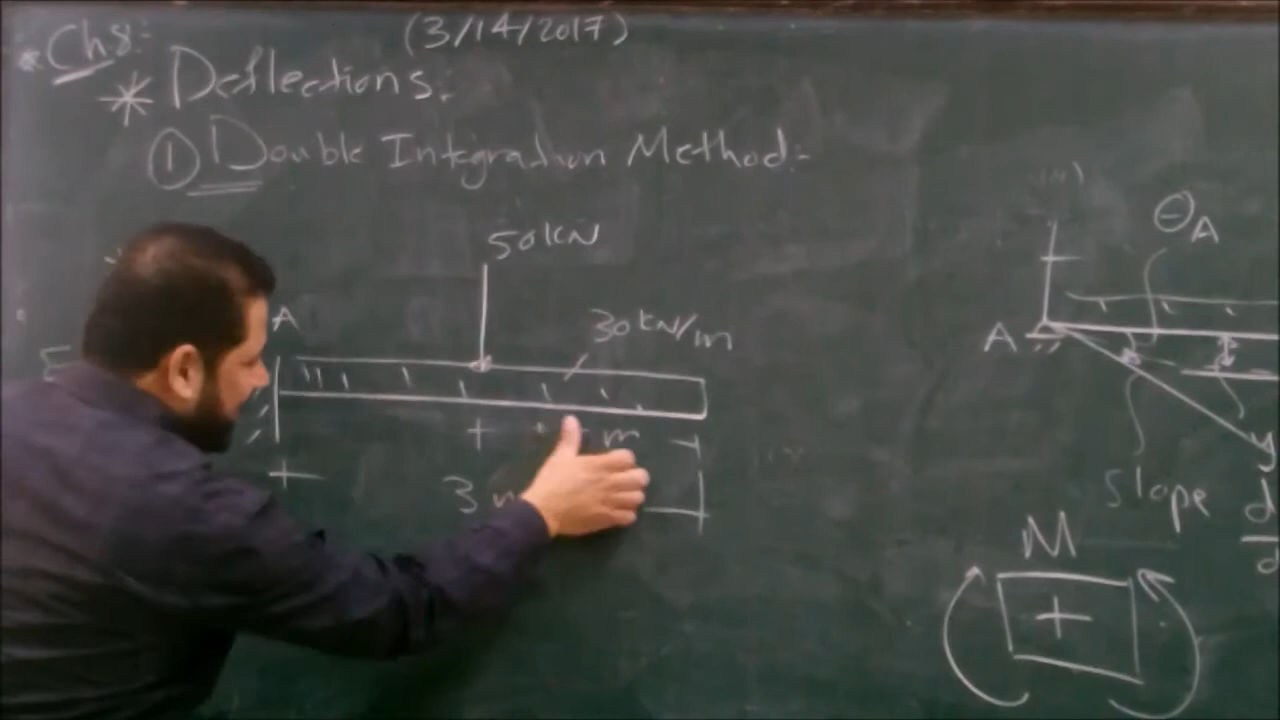 * Ch 8:-
(3/14/2017)
* Deflections:
① Double Integration Method:-
50 kN
A
30 kN/m
m
3 m
ΘA
A
y
Slope
d
d
M
+